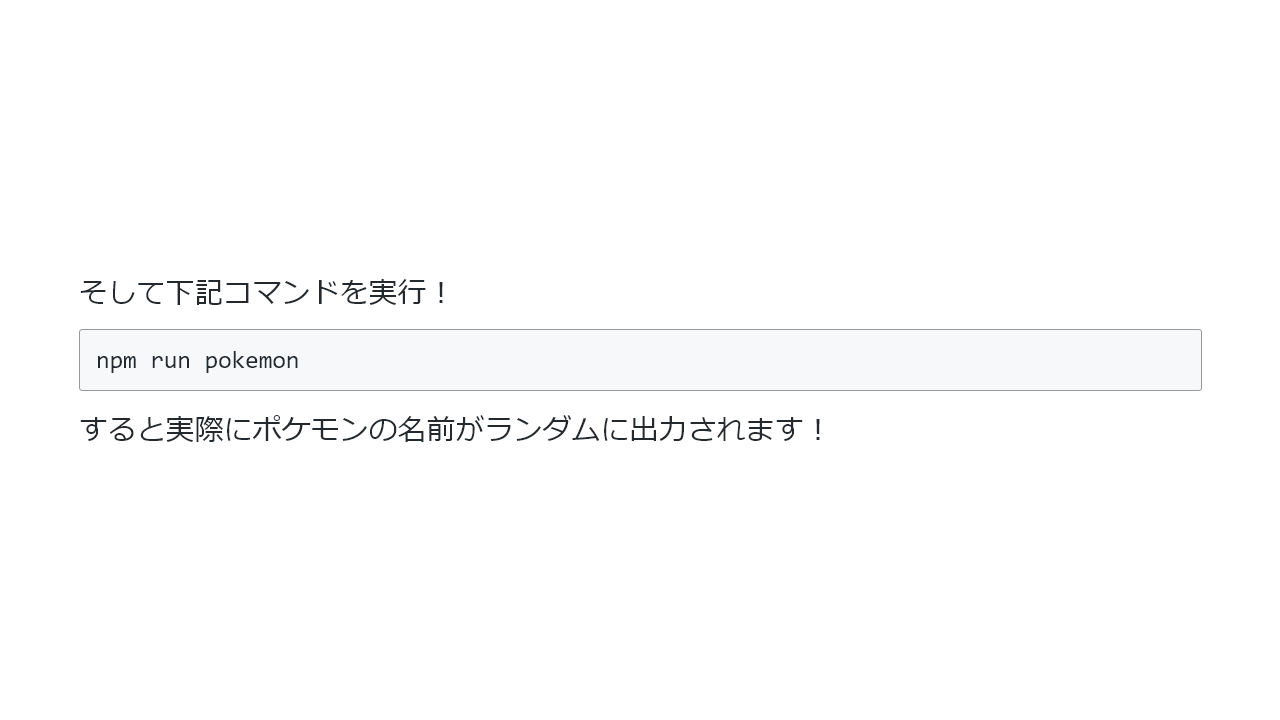 そして下記コマンドを実行！
npm run pokemon
すると実際にポケモンの名前がランダムに出力されます！